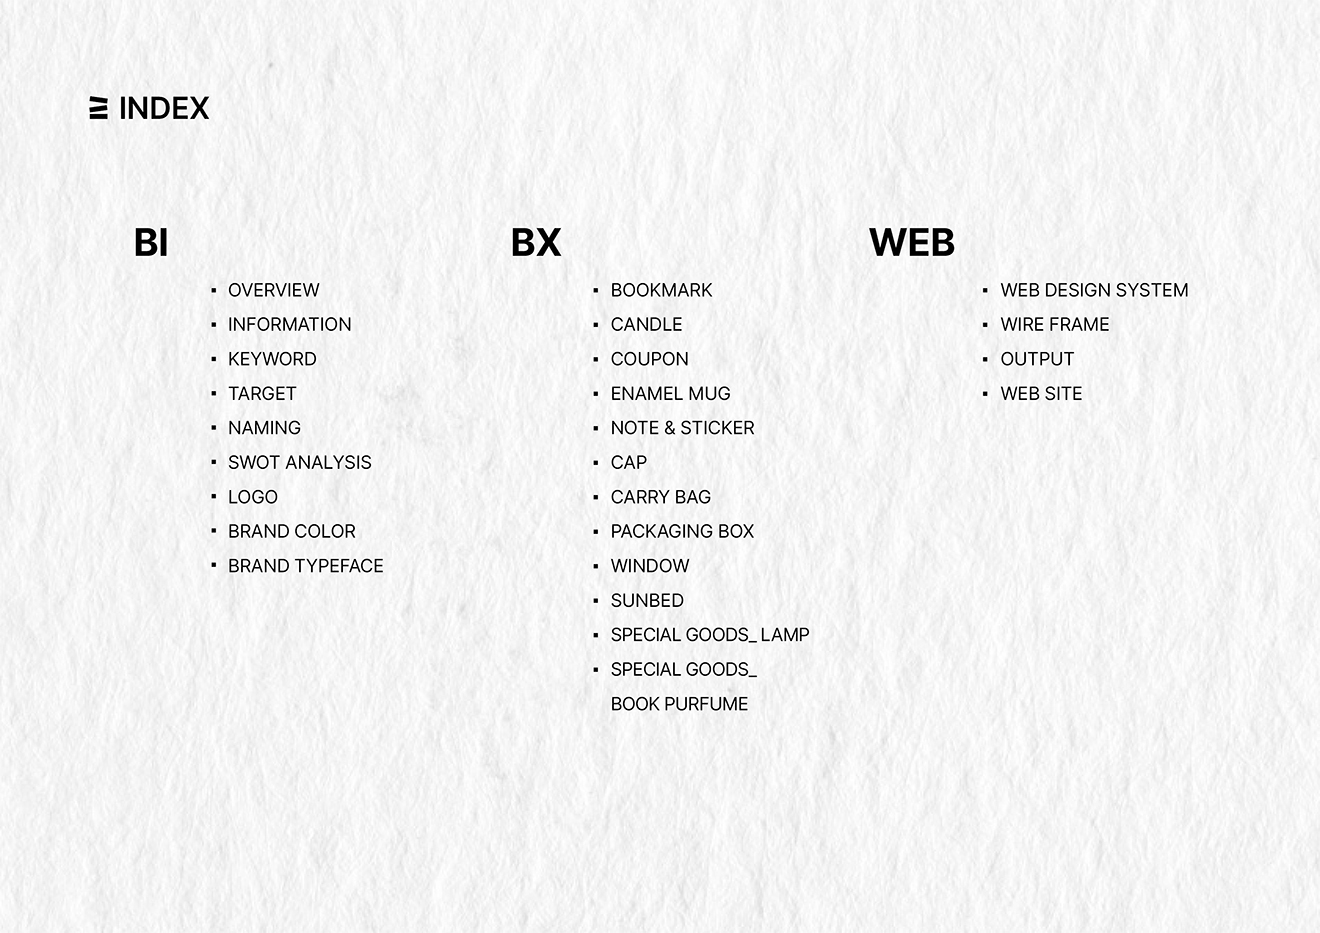 INDEX
BI
▪ OVERVIEW
▪ INFORMATION
▪ KEYWORD
▪ TARGET
▪ NAMING
▪ SWOT ANALYSIS
▪ LOGO
▪ BRAND COLOR
▪ BRAND TYPEFACE
BX
▪ BOOKMARK
▪ CANDLE
▪ COUPON
▪ ENAMEL MUG
▪ NOTE & STICKER
▪ CAP
▪ CARRY BAG
▪ PACKAGING BOX
▪ WINDOW
▪ SUNBED
▪ SPECIAL GOODS_ LAMP
▪ SPECIAL GOODS_
BOOK PURFUME
WEB
▪ WEB DESIGN SYSTEM
▪ WIRE FRAME
▪ OUTPUT
▪ WEB SITE